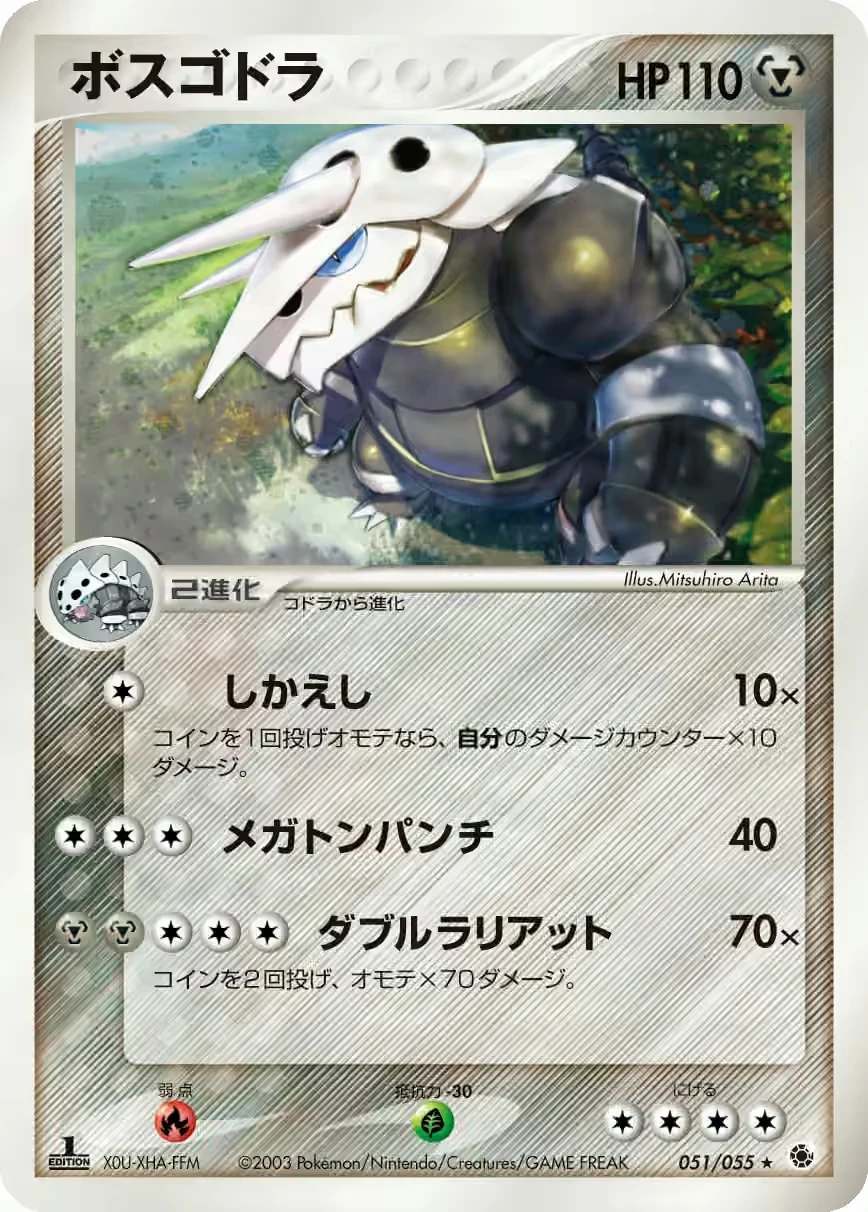 ボスゴドラ HP110
Illus.Mitsuhiro Arita
2進化 コドラから進化
しかえし 10×
コインを1回投げオモテなら、自分のダメージカウンター×10
ダメージ。
メガトンパンチ 40
ダブルラリアット 70×
コインを2回投げ、オモテ×70ダメージ。
弱点 抵抗力 -30 にげる
1 EDITION X0U-XHA-FFM ©2003 Pokémon/Nintendo/Creatures/GAME FREAK 051/055 ★